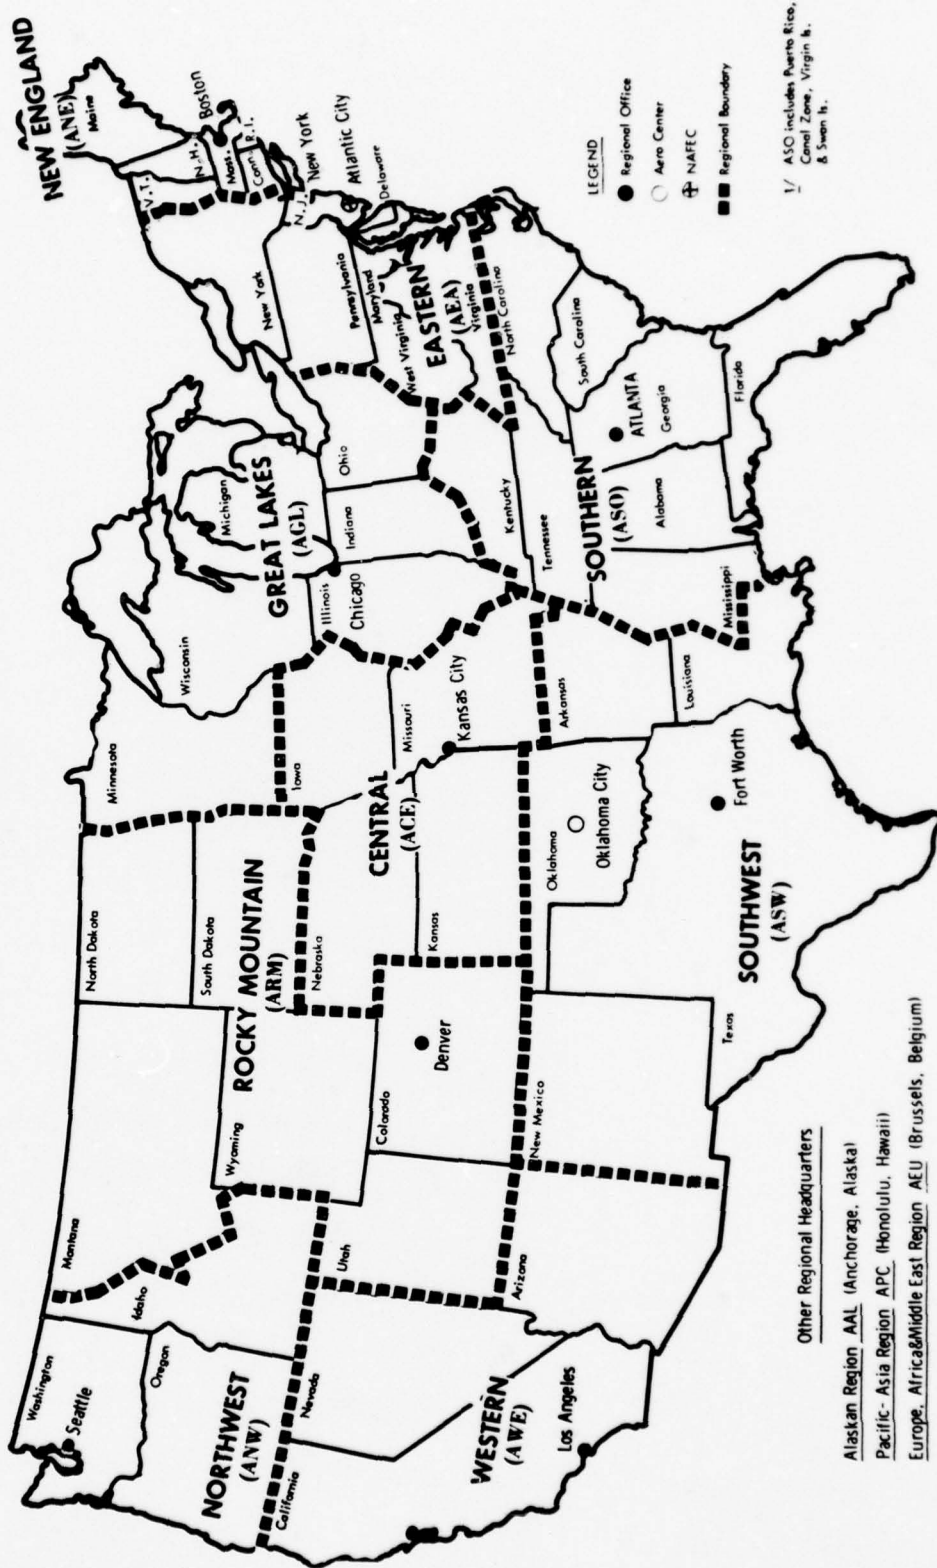 NEW ENGLAND
(ANE)
Maine
V.T.
N.H.
Boston
Mass.
Conn.
R.I.
New York
New York
N.J.
Atlantic City
Pennsylvania
Maryland
Delaware
West Virginia
EASTERN
(AEA)
Virginia
North Carolina
South Carolina
GREAT LAKES
(AGL)
Michigan
Wisconsin
Minnesota
Ohio
Indiana
Illinois
Chicago
Kentucky
Tennessee
SOUTHERN
(ASO)
ATLANTA
Georgia
Alabama
Florida
Mississippi
North Dakota
South Dakota
ROCKY MOUNTAIN
(ARM)
Montana
Wyoming
Idaho
Utah
Colorado
Denver
Iowa
Missouri
Kansas City
CENTRAL
(ACE)
Nebraska
Kansas
Arkansas
Louisiana
Oklahoma
Oklahoma City
Fort Worth
SOUTHWEST
(ASW)
Texas
New Mexico
Washington
Seattle
Oregon
NORTHWEST
(ANW)
California
Nevada
WESTERN
(AWE)
Los Angeles
Arizona
LEGEND
Regional Office
Aero Center
NAFEC
Regional Boundary
1/ ASO includes Puerto Rico,
Canal Zone, Virgin Is.
& Swan Is.
Other Regional Headquarters
Alaskan Region AAL (Anchorage, Alaska)
Pacific- Asia Region APC (Honolulu, Hawaii)
Europe, Africa&Middle East Region AEU (Brussels, Belgium)